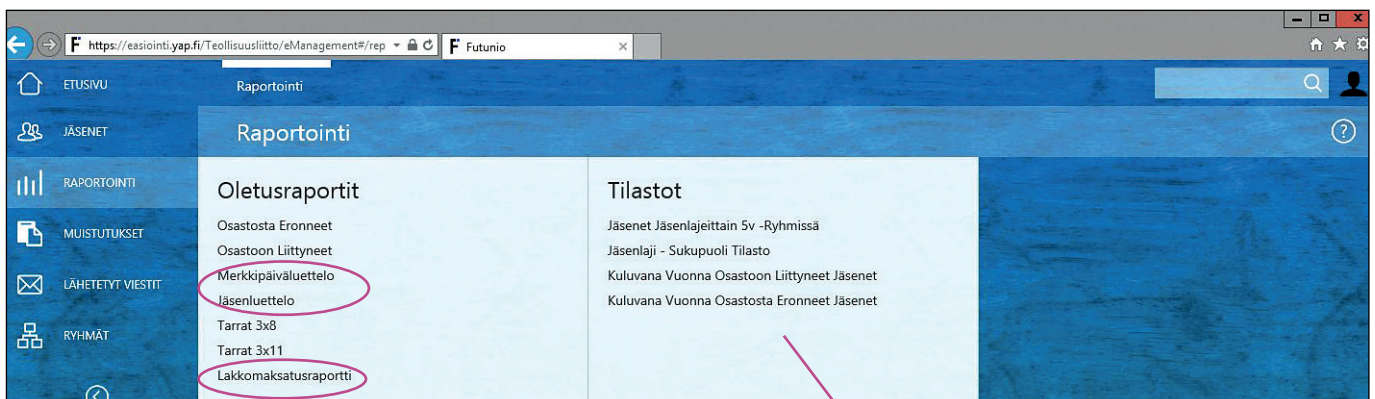 https://easiointi.yap.fi/Teollisuusliitto/eManagement#/rep
F Futunio
ETUSIVU
Raportointi
JÄSENET
Raportointi
RAPORTOINTI
MUISTUTUKSET
LÄHETETYT VIESTIT
RYHMÄT
Oletusraportit
Osastosta Eronneet
Osastoon Liittyneet
Merkkipäiväluettelo
Jäsenluettelo
Tarrat 3x8
Tarrat 3x11
Lakkomaksatusraportti
Tilastot
Jäsenet Jäsenlajeittain 5v -Ryhmissä
Jäsenlaji - Sukupuoli Tilasto
Kuluvana Vuonna Osastoon Liittyneet Jäsenet
Kuluvana Vuonna Osastosta Eronneet Jäsenet